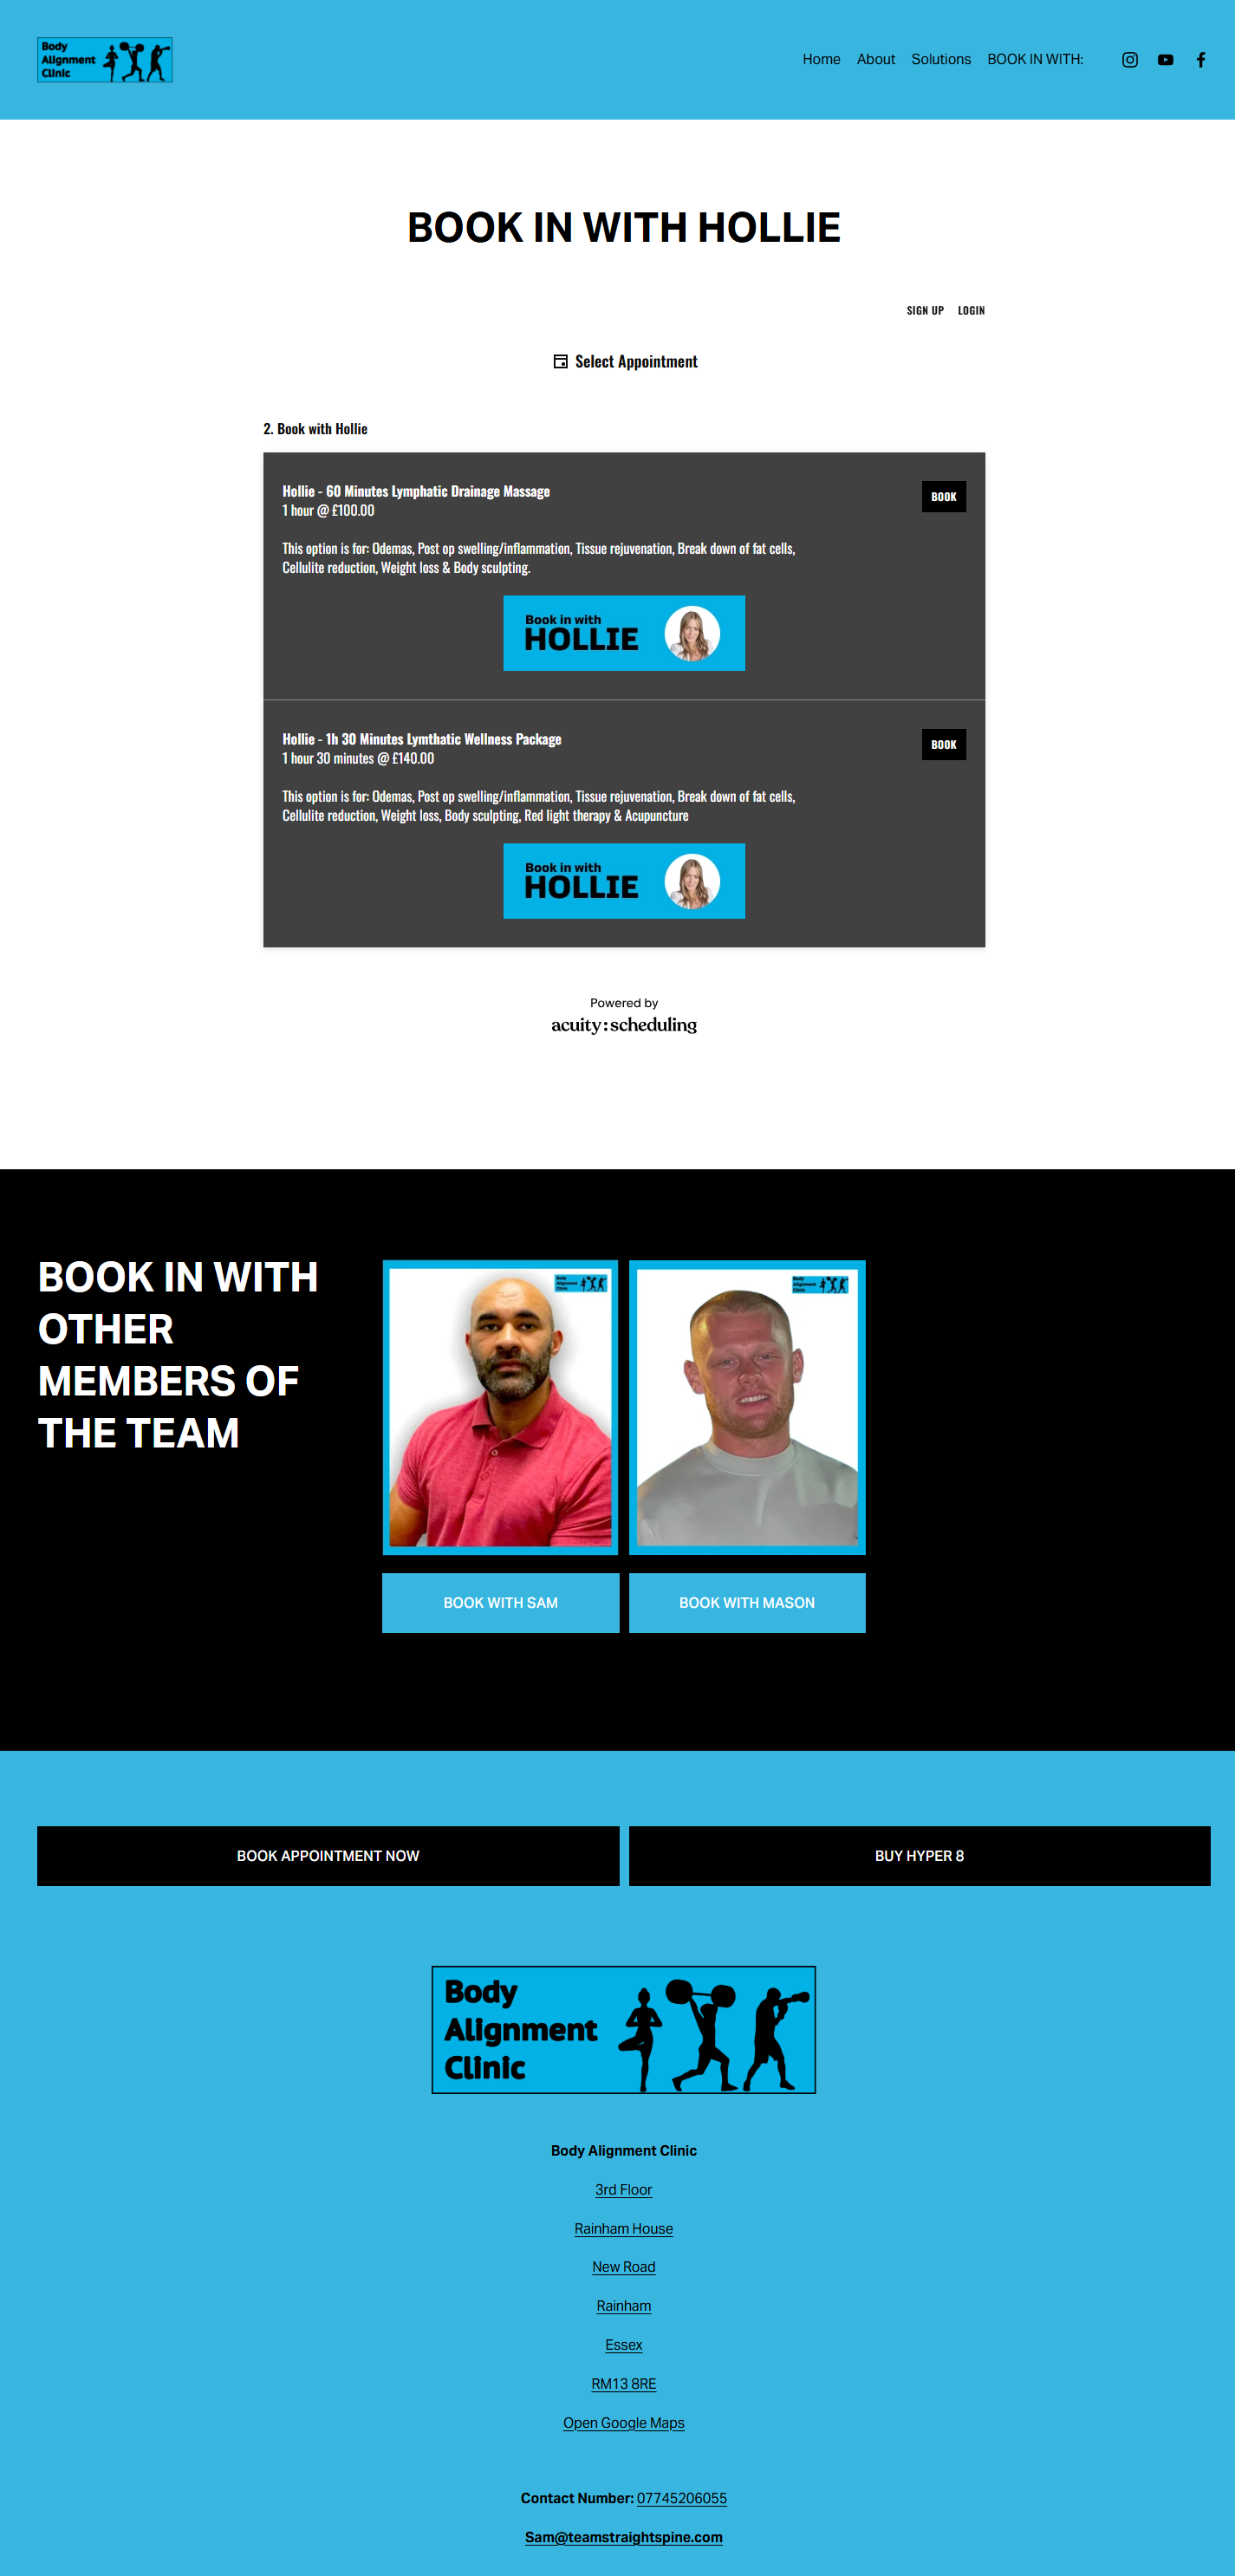 Body
Alignment
Clinic
Home About Solutions BOOK IN WITH:
BOOK IN WITH HOLLIE
SIGN UP LOGIN
Select Appointment
2. Book with Hollie
Hollie - 60 Minutes Lymphatic Drainage Massage
BOOK
1 hour @ £100.00
This option is for: Odemas, Post op swelling/inflammation, Tissue rejuvenation, Break down of fat cells,
Cellulite reduction, Weight loss & Body sculpting.
Book in with
HOLLIE
Hollie - 1h 30 Minutes Lymthatic Wellness Package
BOOK
1 hour 30 minutes @ £140.00
This option is for: Odemas, Post op swelling/inflammation, Tissue rejuvenation, Break down of fat cells,
Cellulite reduction, Weight loss, Body sculpting, Red light therapy & Acupuncture
Book in with
HOLLIE
Powered by
acuity:scheduling
BOOK IN WITH
OTHER
MEMBERS OF
THE TEAM
Body
Alignment
Clinic
Body
Alignment
Clinic
BOOK WITH SAM
BOOK WITH MASON
BOOK APPOINTMENT NOW
BUY HYPER 8
Body
Alignment
Clinic
Body Alignment Clinic
3rd Floor
Rainham House
New Road
Rainham
Essex
RM13 8RE
Open Google Maps
Contact Number: 07745206055
Sam@teamstraightspine.com